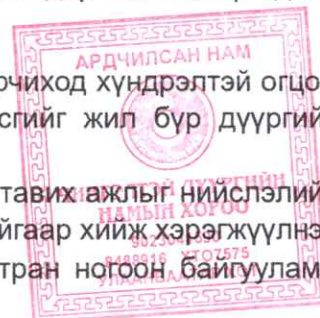 АРДЧИЛСАН НАМ
рчиход хүндрэлтэй огцо
сгийг жил бүр дүүргий
тавих ажлыг нийслэлий
НАМЫН ХОРОО
йгаар хийж хэрэгжүүлнэ
тран ногоон байгуулам